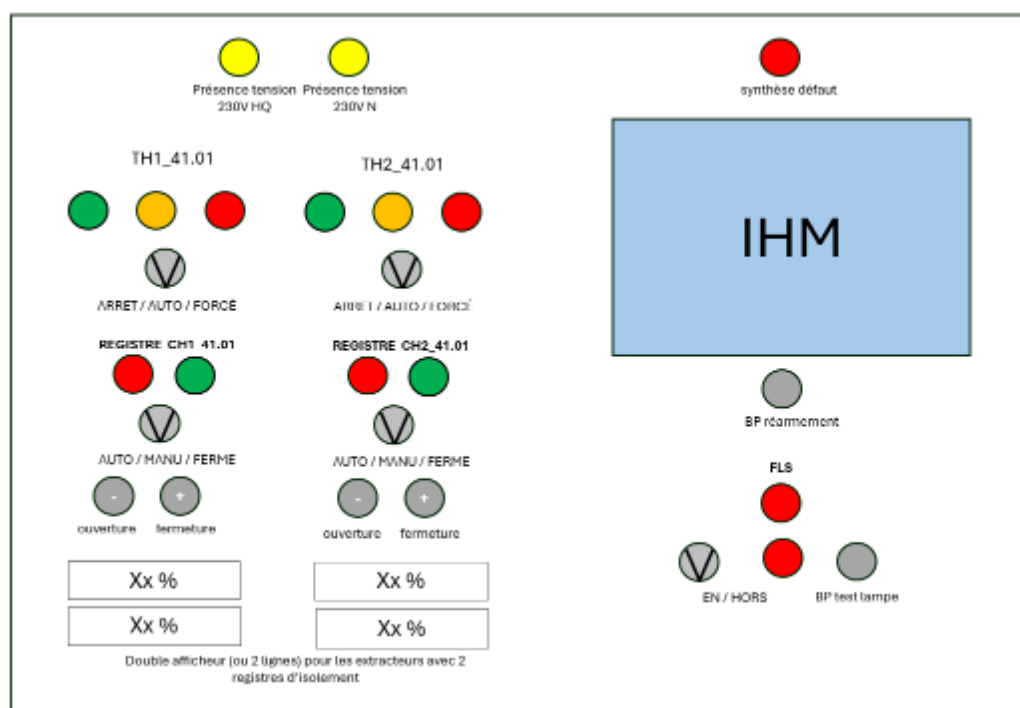 Présence tension
230V HQ
Présence tension
230V N
synthèse défaut
TH1_41.01
TH2_41.01
IHM
ARRET / AUTO / FORCÉ
ARRET / AUTO / FORCÉ
REGISTRE CH1_41.01
REGISTRE CH2_41.01
AUTO / MANU / FERME
AUTO / MANU / FERME
BP réarmement
FLS
-
+
-
+
ouverture
fermeture
ouverture
fermeture
EN / HORS
BP test lampe
Xx %
Xx %
Xx %
Xx %
Double afficheur (ou 2 lignes) pour les extracteurs avec 2
registres d'isolement